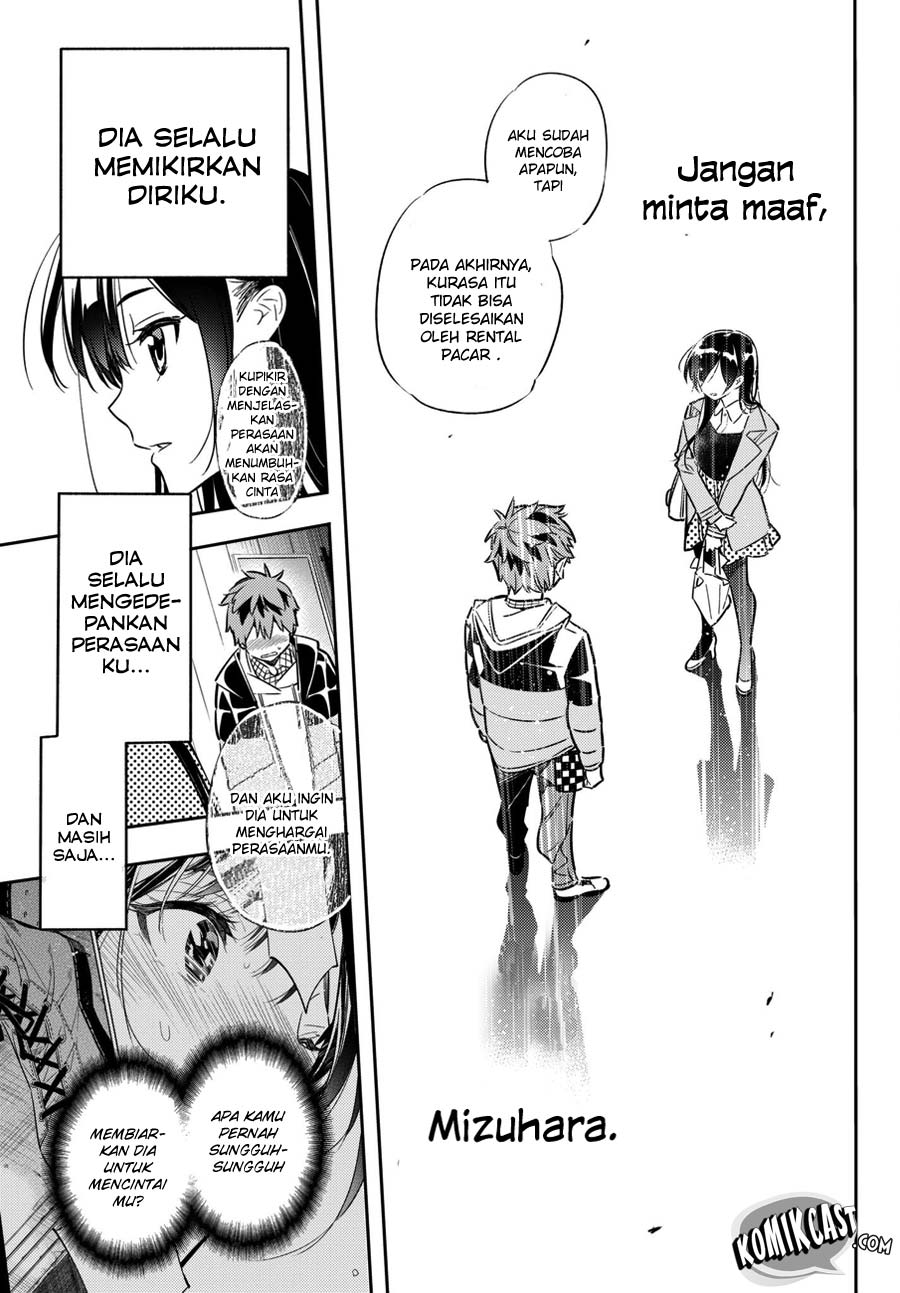 Jangan
minta maaf,
AKU SUDAH
MENCOBA
APAPUN,
TAPI
PADA AKHIRNYA,
KURASA ITU
TIDAK BISA
DISELESAIKAN
OLEH RENTAL
PACAR .
Mizuhara.
DIA SELALU
MEMIKIRKAN
DIRIKU.
KUPIKIR
DENGAN
MENJELAS-
KAN
PERASAAN
AKAN
MENUMBUH-
KAN RASA
CINTA
DIA
SELALU
MENGEDE-
PANKAN
PERASAAN
KU...
DAN AKU INGIN
DIA UNTUK
MENGHARGAI
PERASAANMU.
DAN
MASIH
SAJA...
APA KAMU
PERNAH
SUNGGUH-
SUNGGUH
MEMBIAR-
KAN DIA
UNTUK
MENCINTAI
MU?
KOMIKCAST
.COM